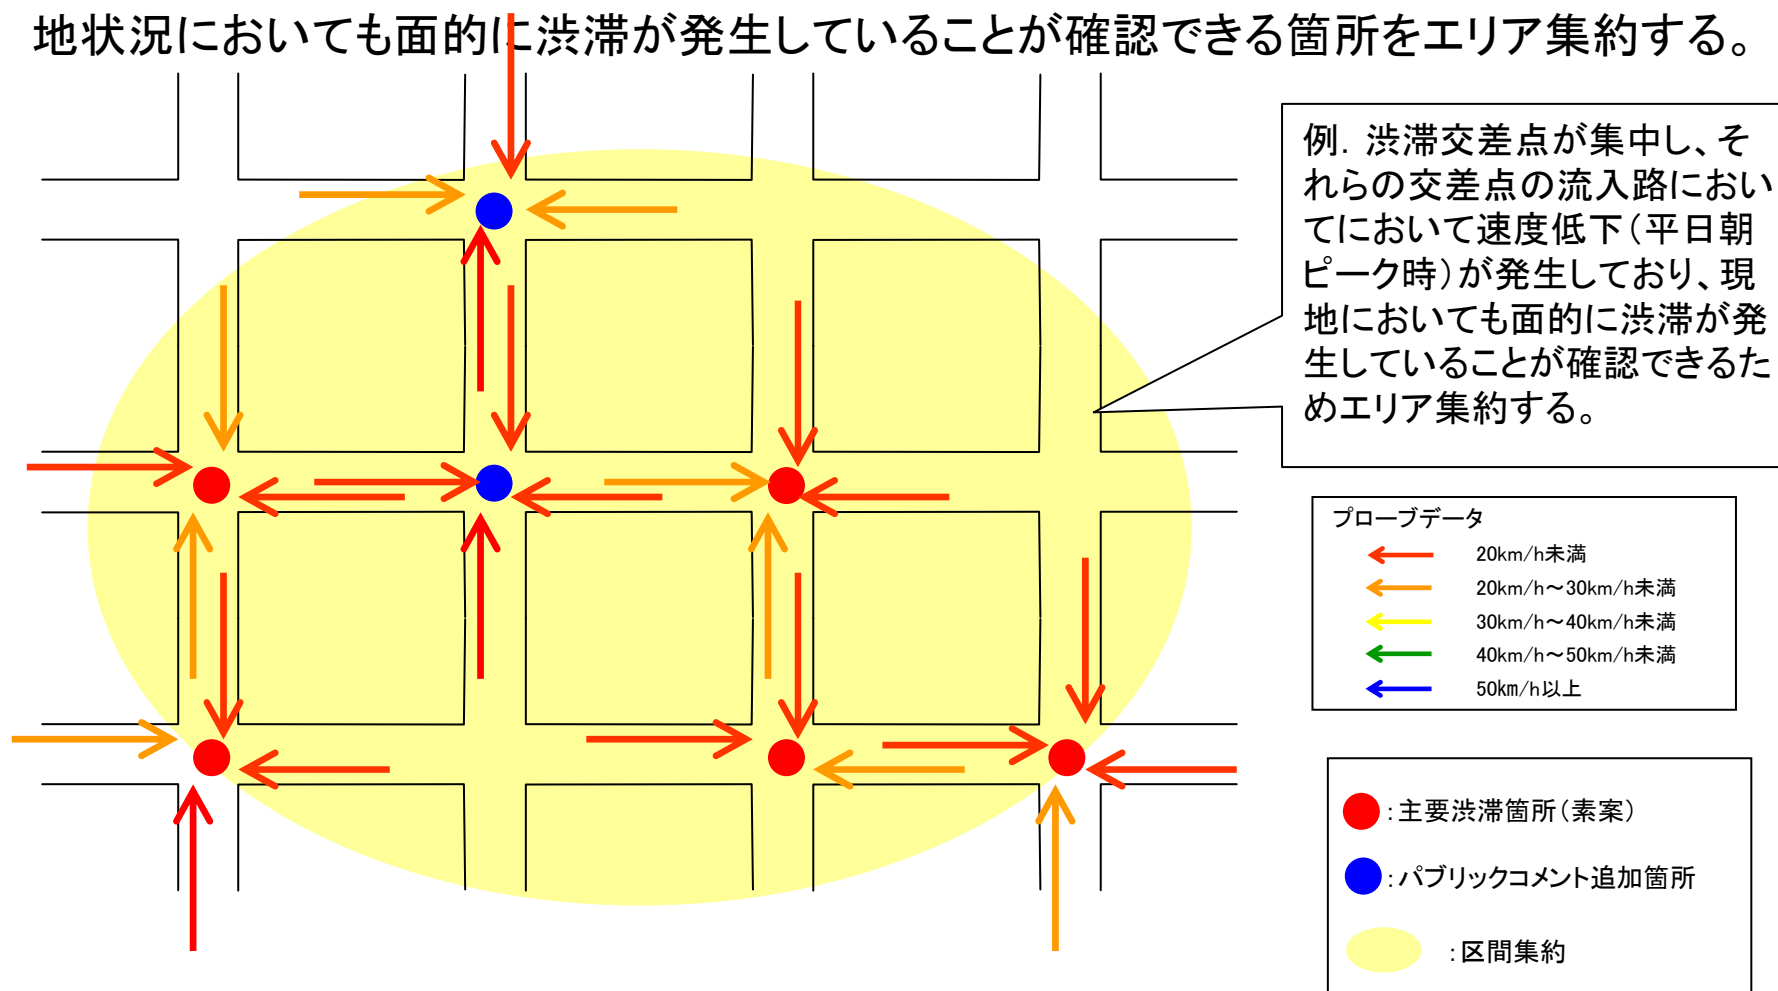 地状況においても面的に渋滞が発生していることが確認できる箇所をエリア集約する。
例．渋滞交差点が集中し、そ
れらの交差点の流入路におい
てにおいて速度低下（平日朝
ピーク時）が発生しており、現
地においても面的に渋滞が発
生していることが確認できるた
めエリア集約する。
プローブデータ
20km/h未満
20km/h～30km/h未満
30km/h～40km/h未満
40km/h～50km/h未満
50km/h以上
：主要渋滞箇所（素案）
：パブリックコメント追加箇所
：区間集約